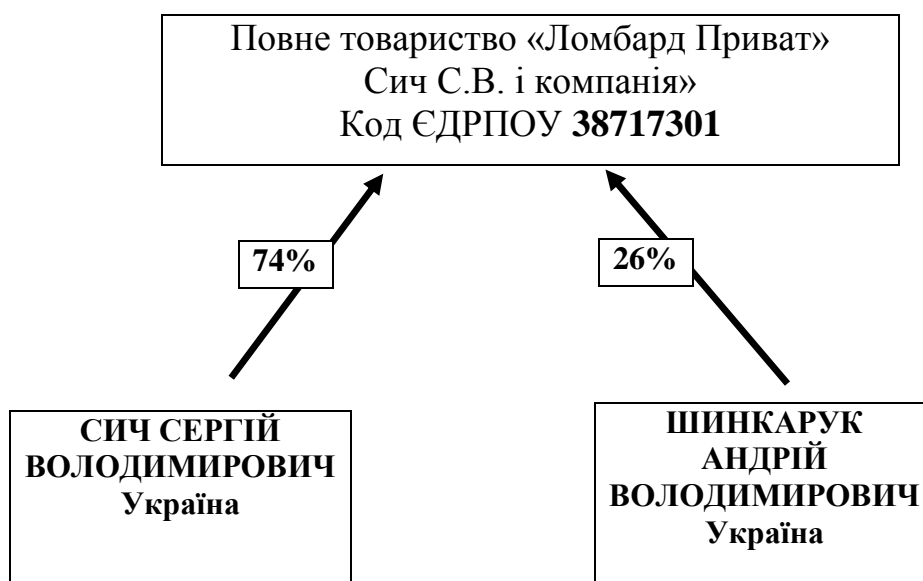 Повне товариство «Ломбард Приват»
Сич С.В. і компанія»
Код ЄДРПОУ 38717301
74%
26%
СИЧ СЕРГІЙ
ВОЛОДИМИРОВИЧ
Україна
ШИНКАРУК
АНДРІЙ
ВОЛОДИМИРОВИЧ
Україна